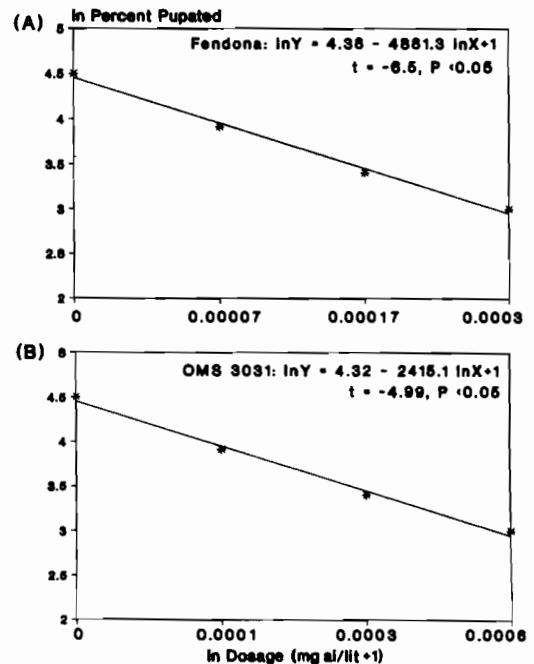 ln Percent Pupated
(A)
5
Fendona: lnY = 4.36 - 4861.3 lnX+1
t = -6.5, P <0.05
4.5
4
3.5
3
2.5
2
0 0.00007 0.00017 0.0003
(B)
5
OMS 3031: lnY = 4.32 - 2415.1 lnX+1
t = -4.99, P <0.05
4.5
4
3.5
3
2.5
2
0 0.0001 0.0003 0.0006
ln Dosage (mg ai/lit +1)